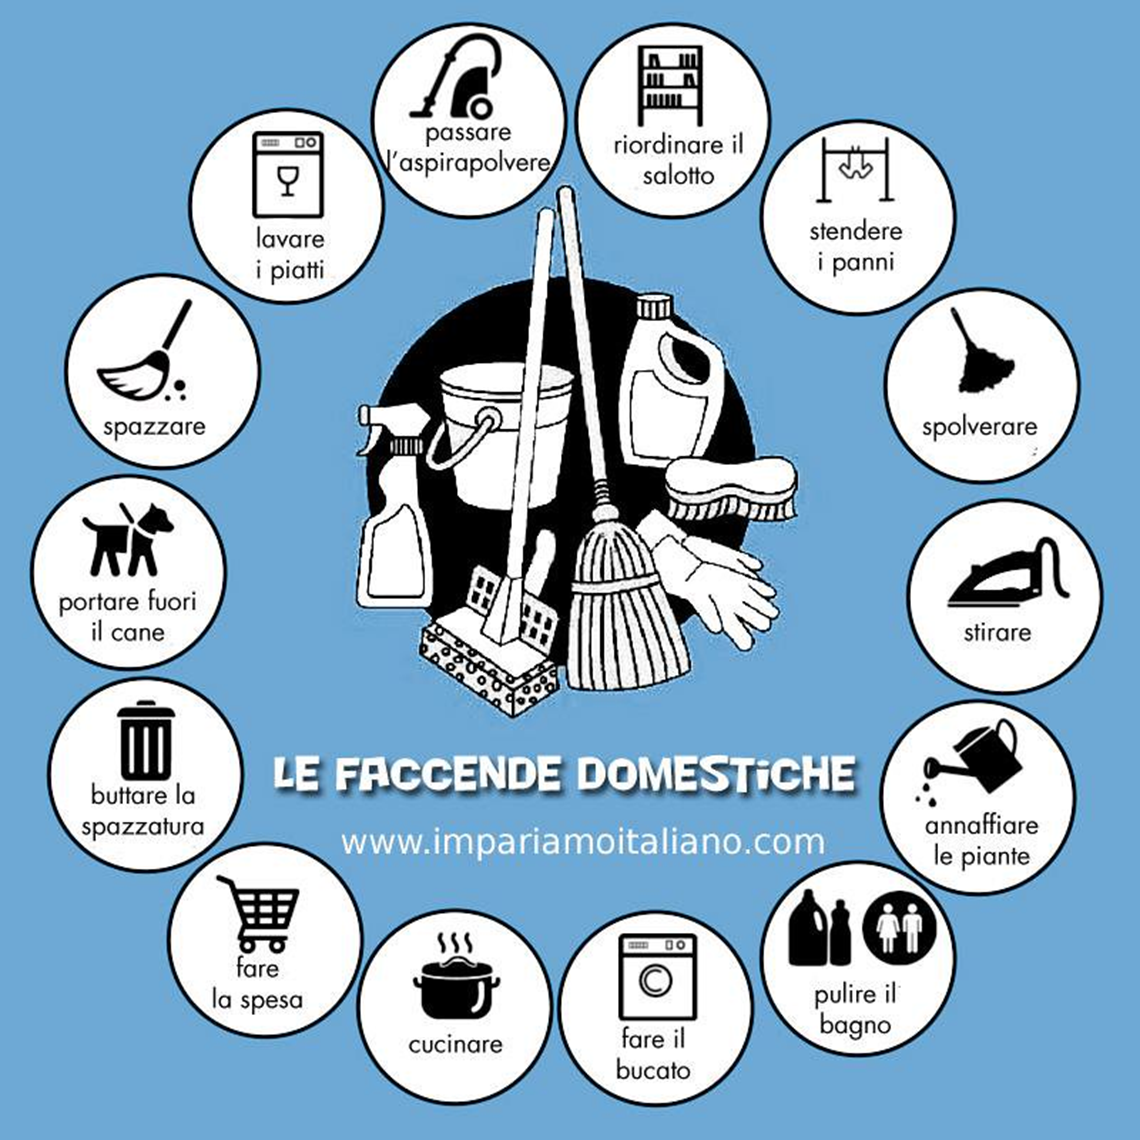 passare
l'aspirapolvere
riordinare il
salotto
stendere
i panni
spolverare
stirare
annaffiare
le piante
pulire il
bagno
fare il
bucato
cucinare
fare
la spesa
buttare la
spazzatura
portare fuori
il cane
spazzare
lavare
i piatti
LE FACCENDE DOMESTiCHE
www.impariamoitaliano.com